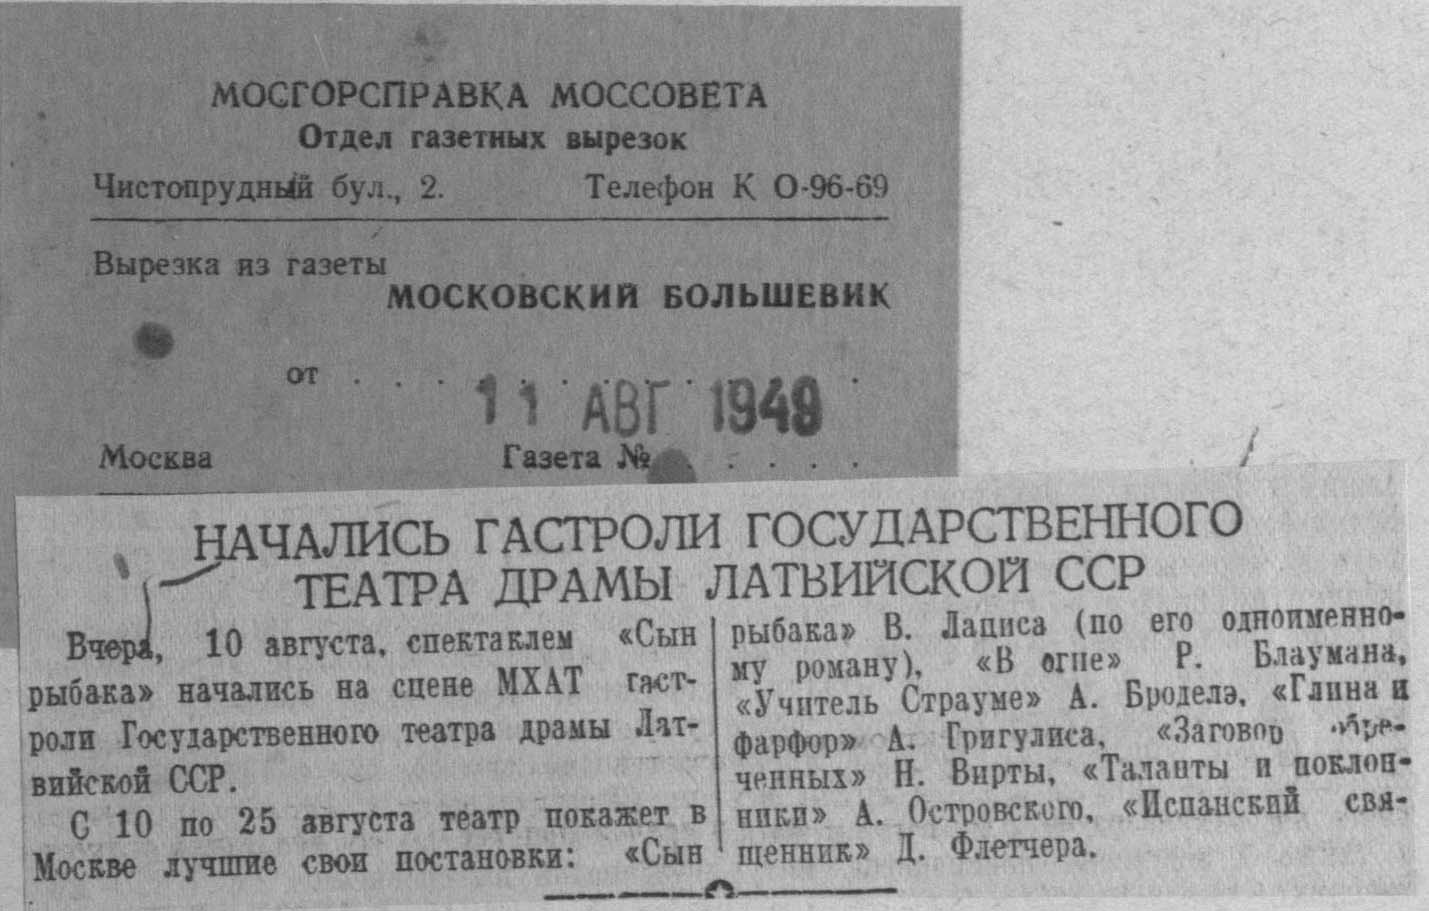 МОСГОРСПРАВКА МОССОВЕТА
Отдел газетных вырезок
Чистопрудный бул., 2. Телефон К 0-96-69
Вырезка из газеты
МОСКОВСКИЙ БОЛЬШЕВИК
от . . . . . . . . . .
11 АВГ 1949
Москва Газета № . . . . .
НАЧАЛИСЬ ГАСТРОЛИ ГОСУДАРСТВЕННОГО
ТЕАТРА ДРАМЫ ЛАТВИЙСКОЙ ССР
Вчера, 10 августа, спектаклем «Сын
рыбака» начались на сцене МХАТ гаст-
роли Государственного театра драмы Лат-
вийской ССР.
С 10 по 25 августа театр покажет в
Москве лучшие свои постановки: «Сын
рыбака» В. Лациса (по его одноименно-
му роману), «В огне» Р. Блаумана,
«Учитель Страуме» А. Броделэ, «Глина и
фарфор» А. Григулиса, «Заговор обре-
ченных» Н. Вирты, «Таланты и поклон-
ники» А. Островского, «Испанский свя-
щенник» Д. Флетчера.